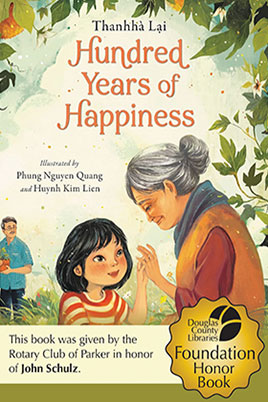 Thanhhà Lại
Hundred
Years of
Happiness
Illustrated by
Phung Nguyen Quang
and Huynh Kim Lien
This book was given by the
Rotary Club of Parker in honor
of John Schulz.
Douglas
County
Libraries
Foundation
Honor
Book